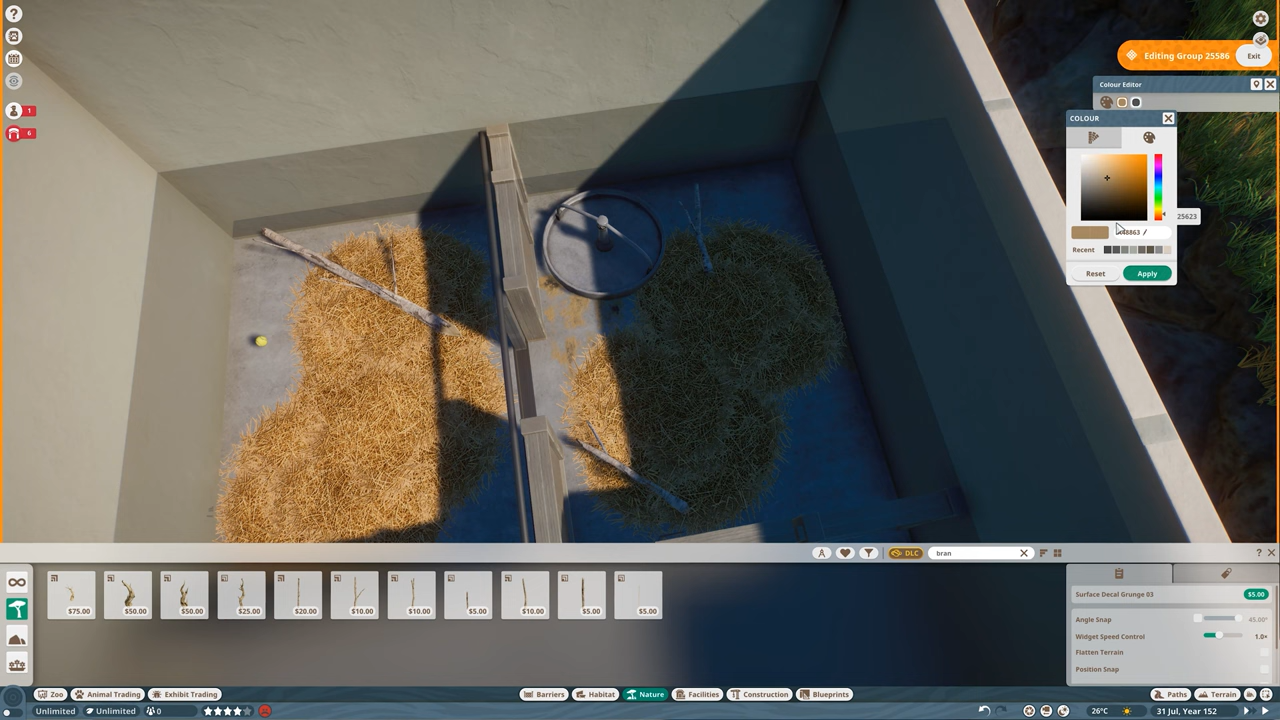 Editing Group 25586
Exit
Colour Editor
COLOUR
25623
Recent
Reset
Apply
1
6
DLC
bran
$75.00
$50.00
$50.00
$25.00
$20.00
$10.00
$10.00
$5.00
$10.00
$5.00
$5.00
Surface Decal Grunge 03
$5.00
Angle Snap
45.00°
Widget Speed Control
1.0×
Flatten Terrain
Position Snap
Zoo
Animal Trading
Exhibit Trading
Barriers
Habitat
Nature
Facilities
Construction
Blueprints
Paths
Terrain
Unlimited
Unlimited
0
26°C
31 Jul, Year 152